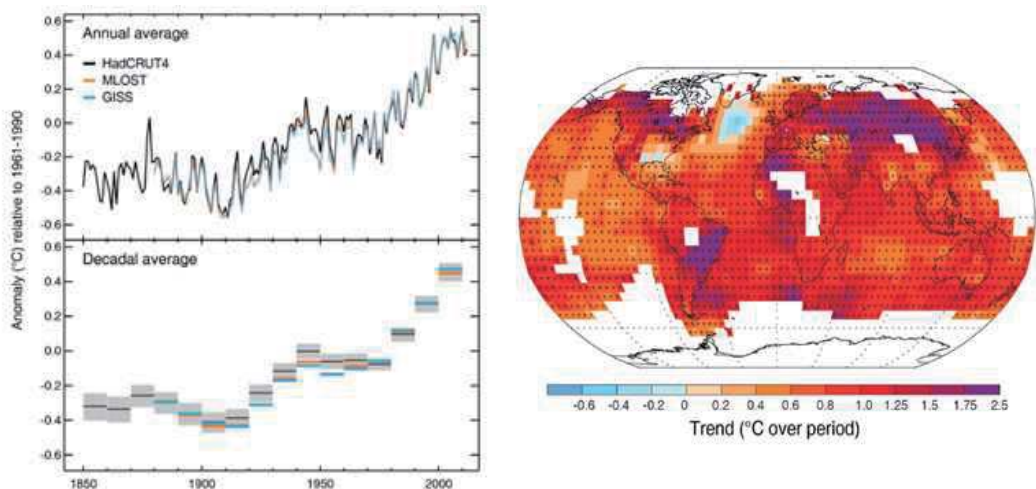 Annual average
HadCRUT4
MLOST
GISS
0.6
0.4
0.2
0.0
-0.2
-0.4
-0.6
Anomaly (°C) relative to 1961-1990
Decadal average
0.4
0.2
0.0
-0.2
-0.4
-0.6
1850 1900 1950 2000
-0.6 -0.4 -0.2 0 0.2 0.4 0.6 0.8 1.0 1.25 1.5 1.75 2.5
Trend (°C over period)